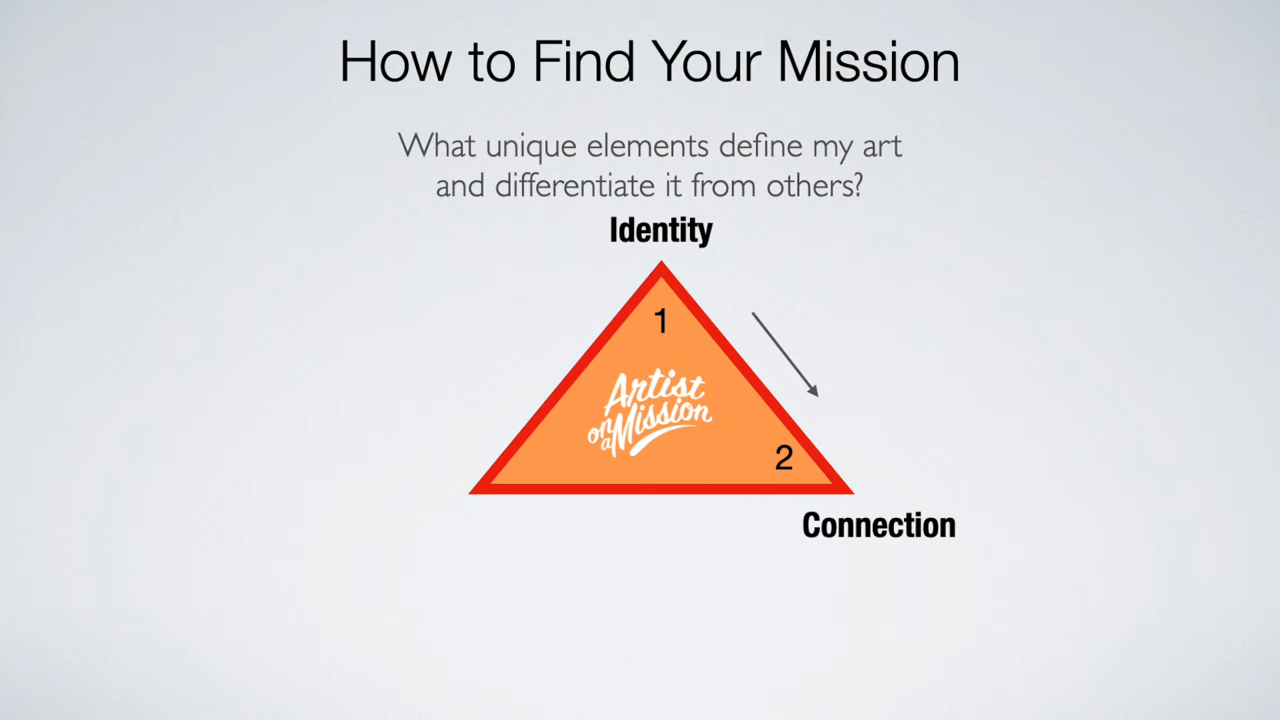 How to Find Your Mission
What unique elements define my art
and differentiate it from others?
Identity
1
Artist
on
a Mission
2
Connection